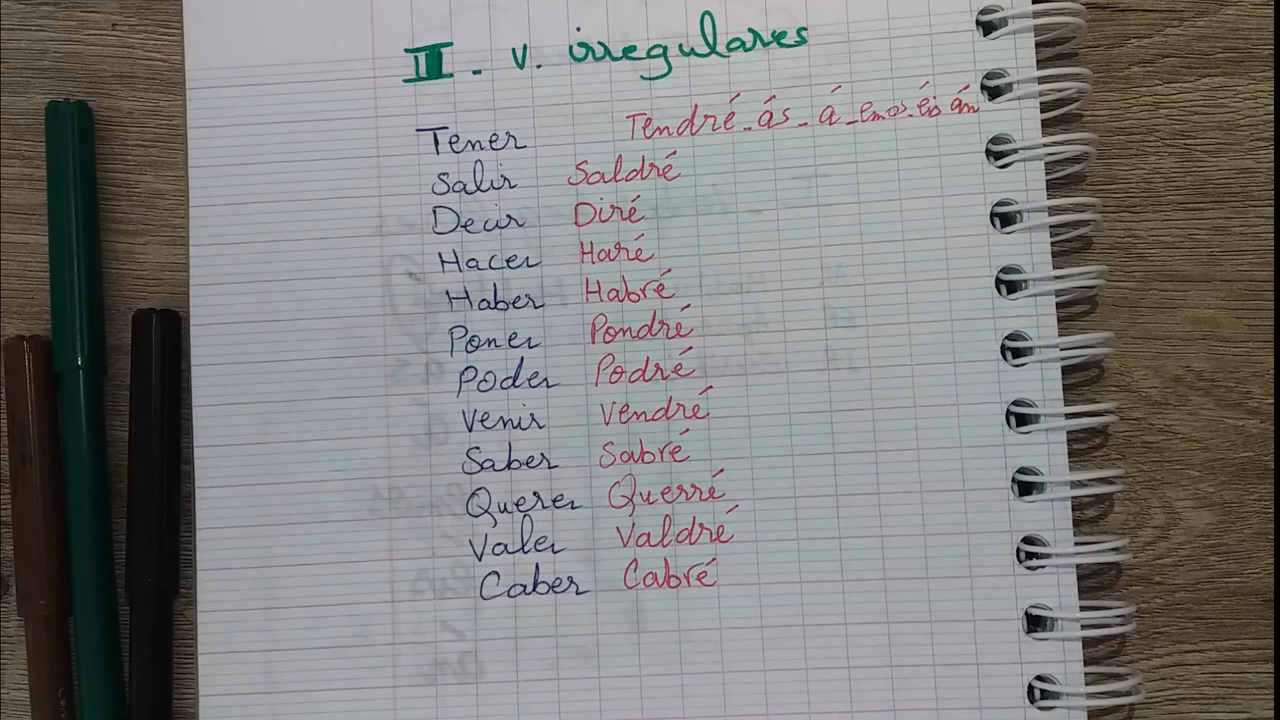 II - v. irregulares
Tener Tendré - ás - á - emos - éis án
Salir Saldré
Decir Diré
Hacer Haré
Haber Habré
Poner Pondré
Poder Podré
Venir Vendré
Saber Sabré
Querer Querré
Valer Valdré
Caber Cabré